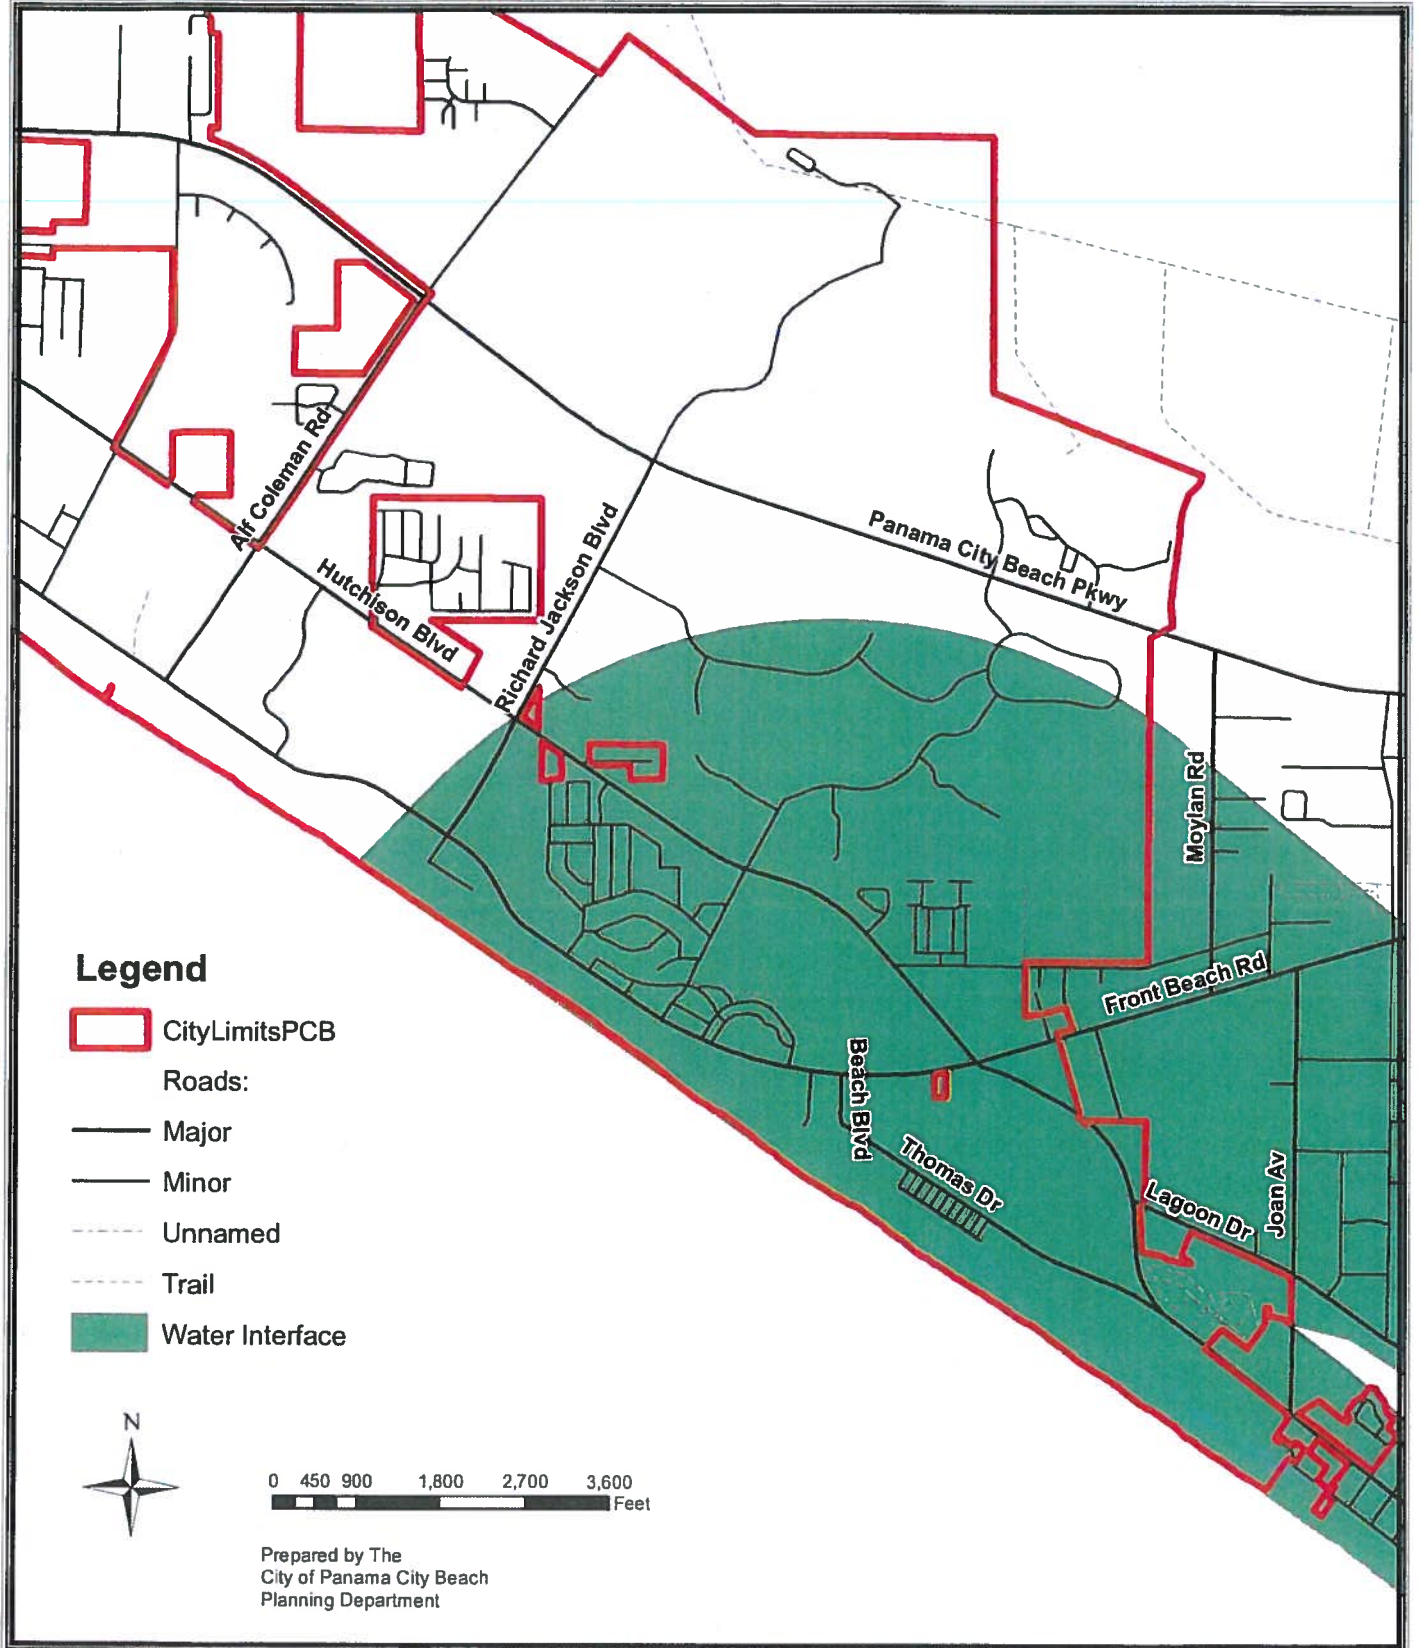 Alf Coleman Rd
Hutchison Blvd
Richard Jackson Blvd
Panama City Beach Pkwy
Moylan Rd
Front Beach Rd
Beach Blvd
Thomas Dr
Lagoon Dr
Joan Av
Legend
CityLimitsPCB
Roads:
Major
Minor
Unnamed
Trail
Water Interface
N
0 450 900 1,800 2,700 3,600
Feet
Prepared by The
City of Panama City Beach
Planning Department